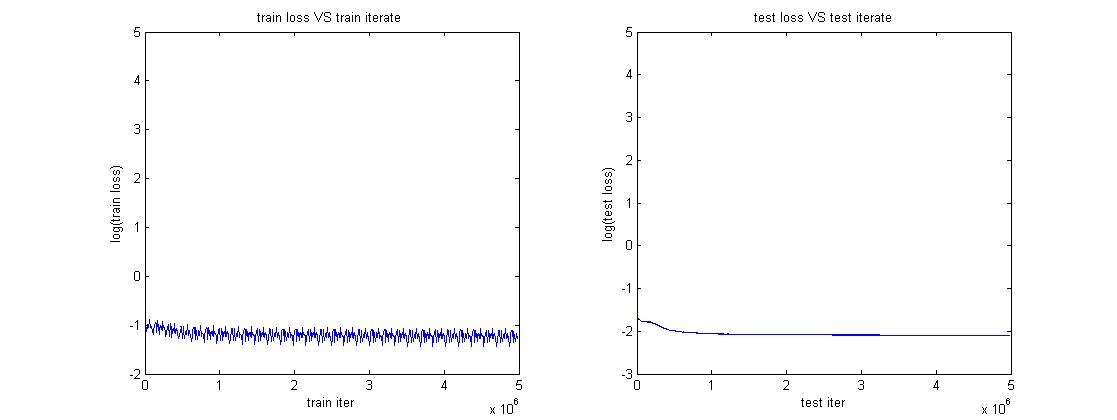 train loss VS train iterate
5
4
3
2
1
0
-1
-2
log(train loss)
0 1 2 3 4 5
train iter
x 10^6
test loss VS test iterate
5
4
3
2
1
0
-1
-2
-3
log(test loss)
0 1 2 3 4 5
test iter
x 10^6